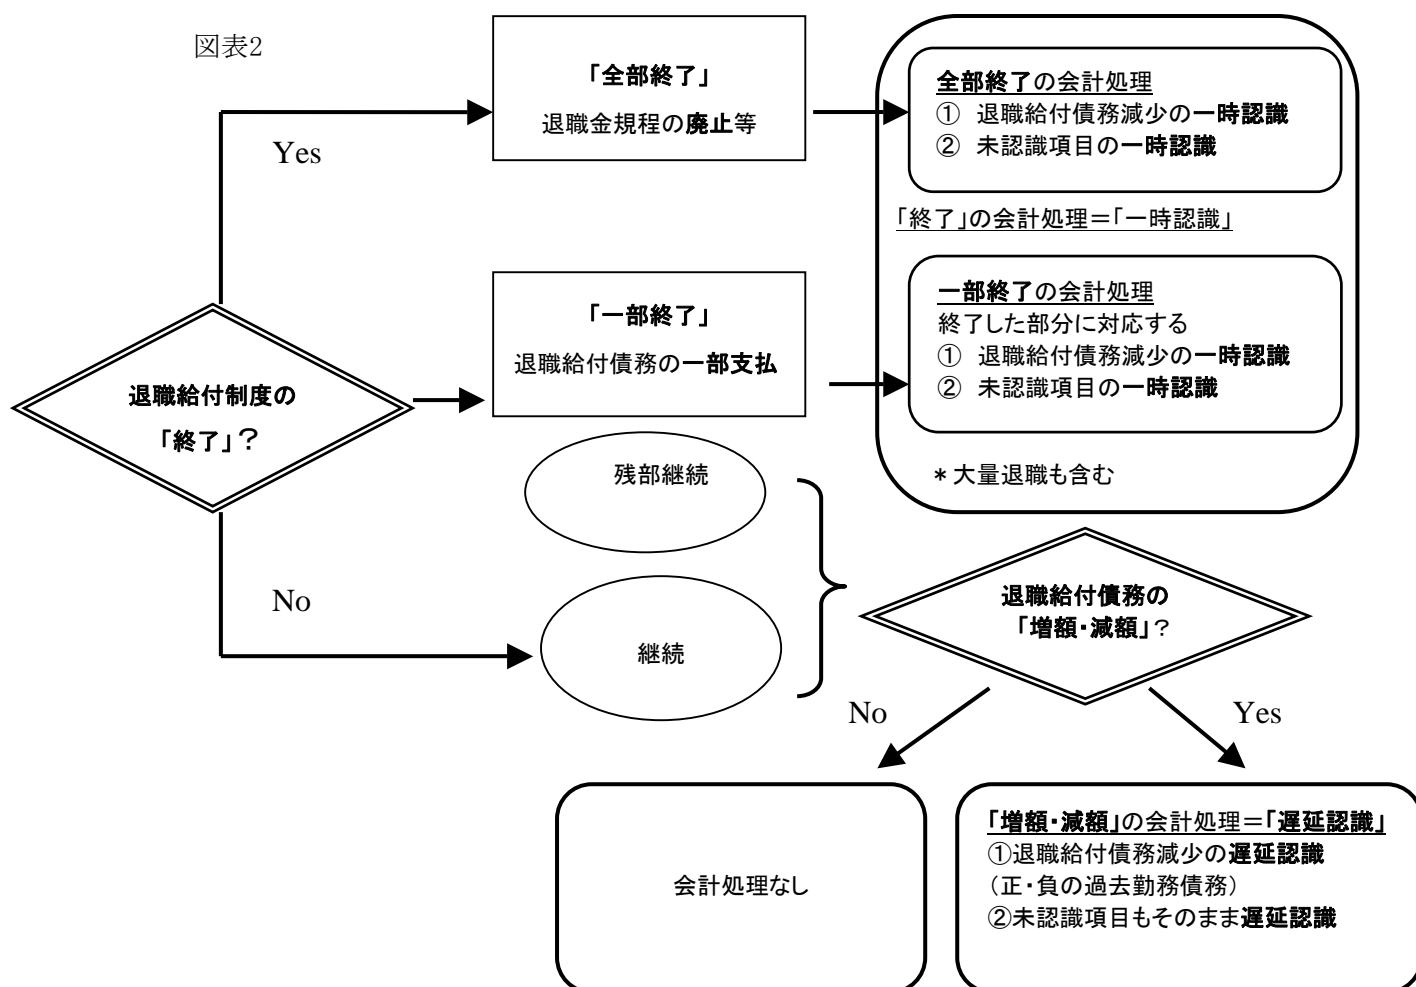 図表2
「全部終了」
退職金規程の廃止等
全部終了の会計処理
① 退職給付債務減少の一時認識
② 未認識項目の一時認識
Yes
「終了」の会計処理＝「一時認識」
「一部終了」
退職給付債務の一部支払
一部終了の会計処理
終了した部分に対応する
① 退職給付債務減少の一時認識
② 未認識項目の一時認識
退職給付制度の
「終了」？
残部継続
＊大量退職も含む
No
継続
退職給付債務の
「増額・減額」？
No
Yes
会計処理なし
「増額・減額」の会計処理＝「遅延認識」
①退職給付債務減少の遅延認識
（正・負の過去勤務債務）
②未認識項目もそのまま遅延認識